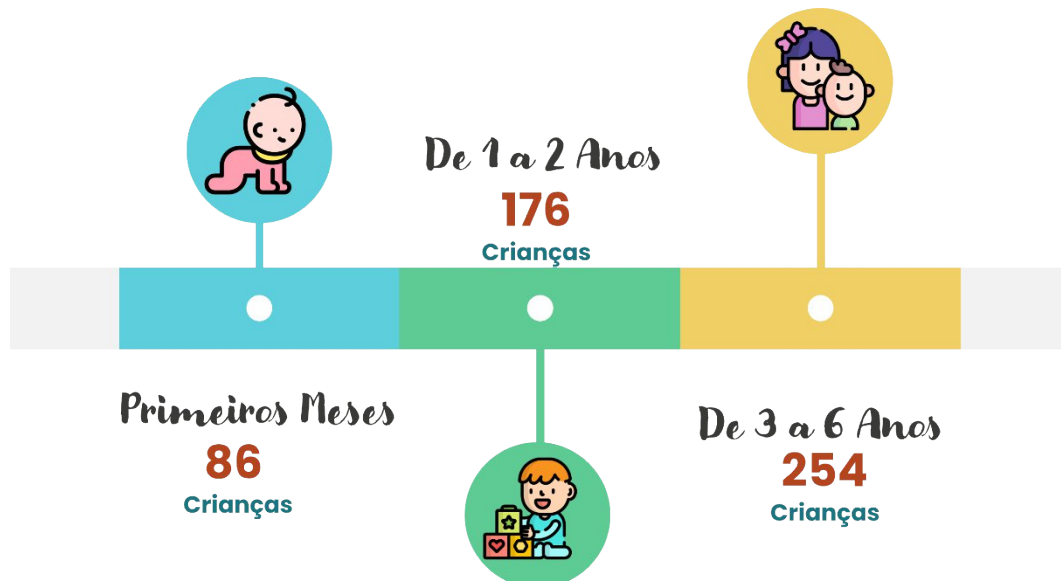 Primeiros Meses
86
Crianças
De 1 a 2 Anos
176
Crianças
De 3 a 6 Anos
254
Crianças